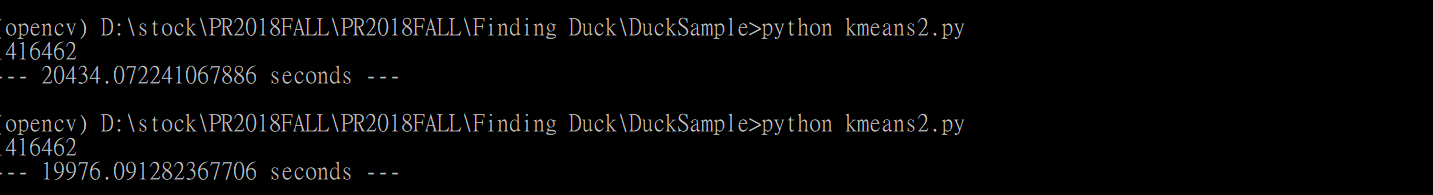 (opencv) D:\stock\PR2018FALL\PR2018FALL\Finding Duck\DuckSample>python kmeans2.py
1416462
--- 20434.072241067886 seconds ---
(opencv) D:\stock\PR2018FALL\PR2018FALL\Finding Duck\DuckSample>python kmeans2.py
1416462
--- 19976.091282367706 seconds ---